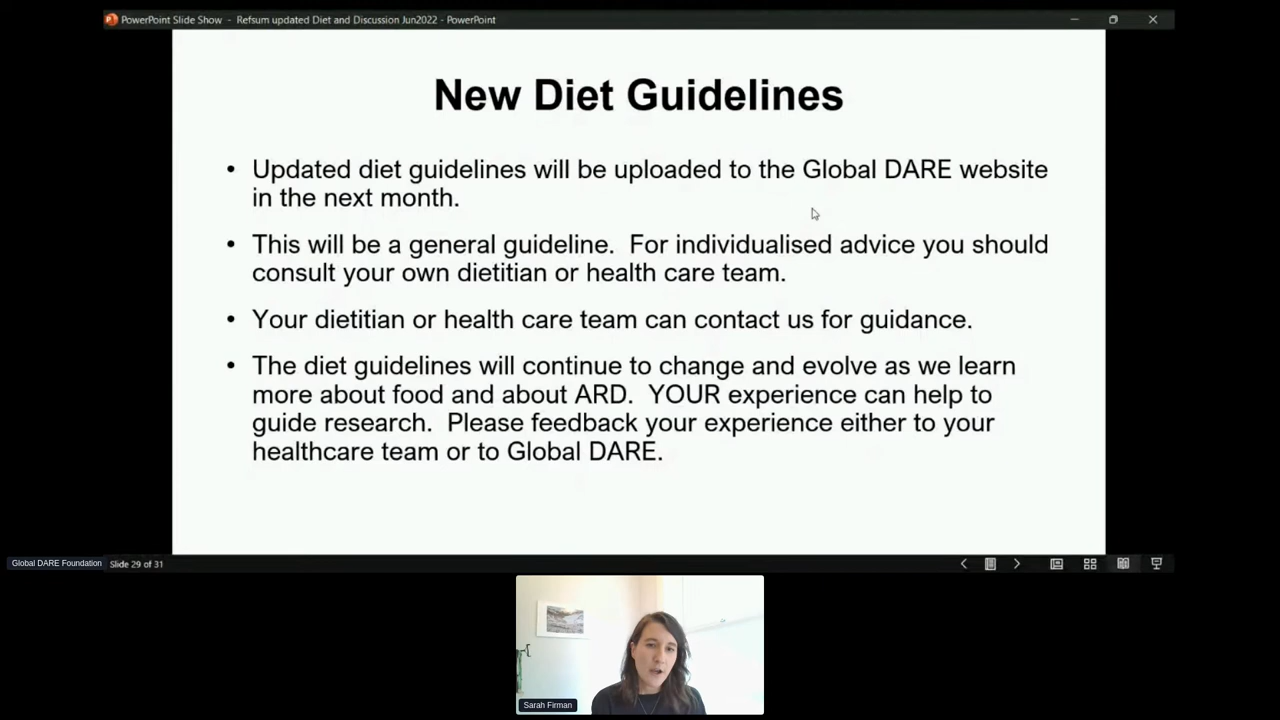 PowerPoint Slide Show - Refsum updated Diet and Discussion Jun2022 - PowerPoint
New Diet Guidelines
• Updated diet guidelines will be uploaded to the Global DARE website
in the next month.
• This will be a general guideline.  For individualised advice you should
consult your own dietitian or health care team.
• Your dietitian or health care team can contact us for guidance.
• The diet guidelines will continue to change and evolve as we learn
more about food and about ARD.  YOUR experience can help to
guide research.  Please feedback your experience either to your
healthcare team or to Global DARE.
Global DARE Foundation
Slide 29 of 31
Sarah Firman